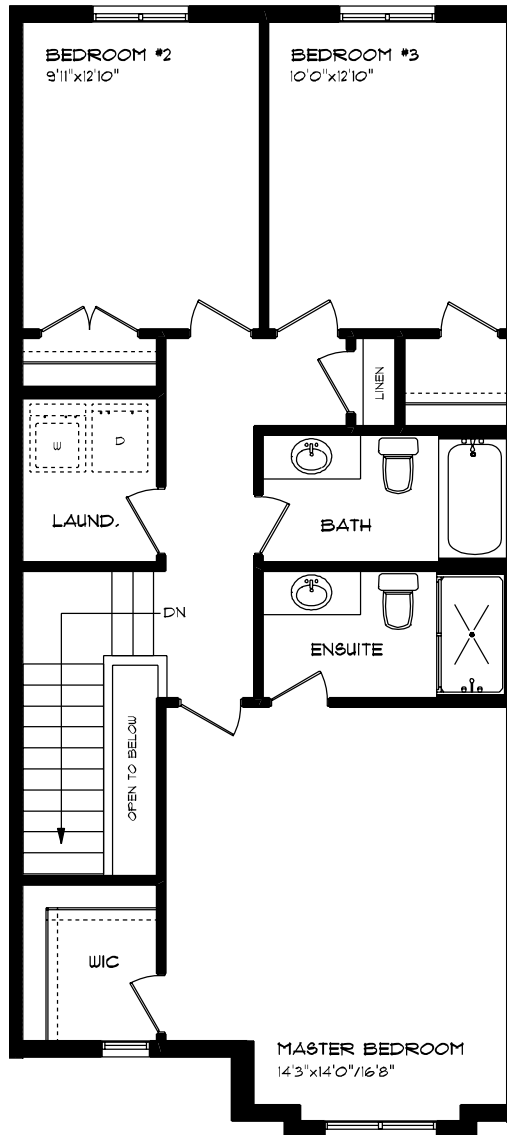 BEDROOM #2
9'11"x12'10"
BEDROOM #3
10'0"x12'10"
LINEN
W
D
LAUND.
BATH
DN
ENSUITE
OPEN TO BELOW
WIC
MASTER BEDROOM
14'3"x14'0"/16'8"